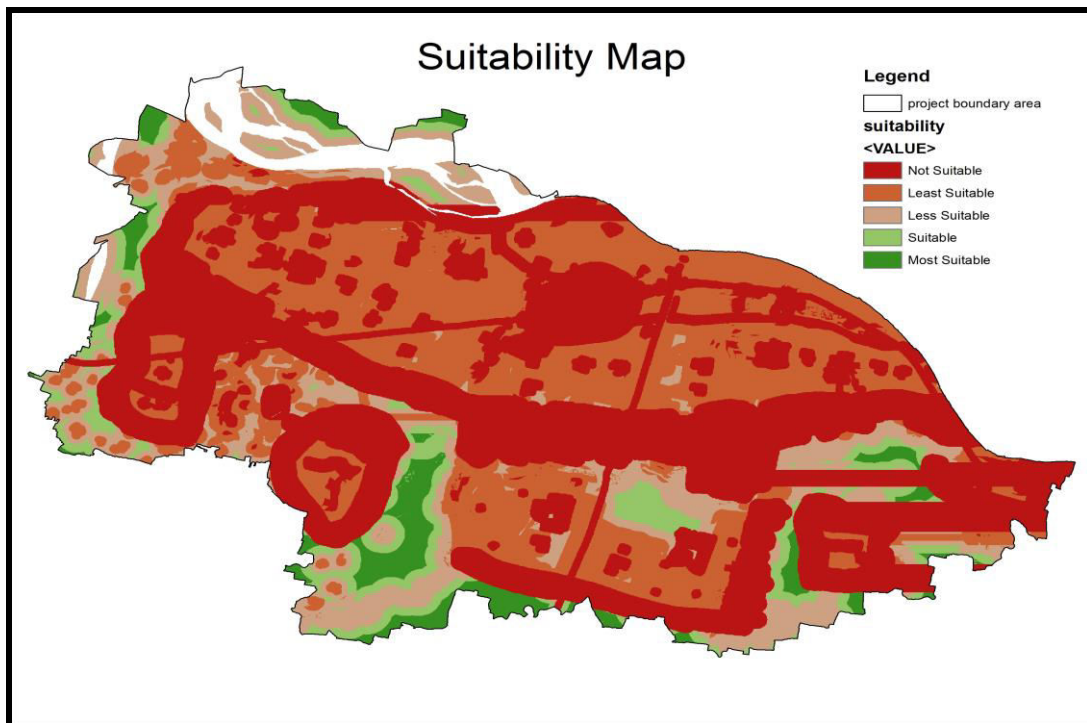 Suitability Map
Legend
project boundary area
suitability
<VALUE>
Not Suitable
Least Suitable
Less Suitable
Suitable
Most Suitable